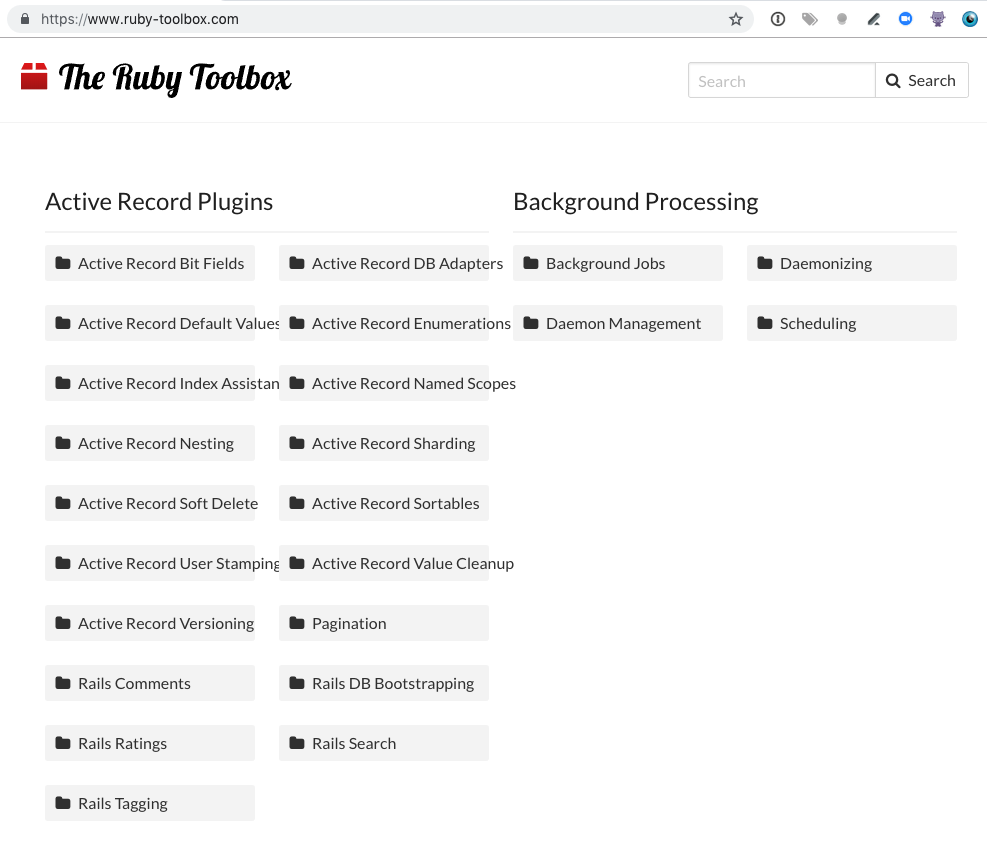 https://www.ruby-toolbox.com
The Ruby Toolbox
Search
Search
Active Record Plugins
Active Record Bit Fields
Active Record DB Adapters
Active Record Default Values
Active Record Enumerations
Active Record Index Assistan
Active Record Named Scopes
Active Record Nesting
Active Record Sharding
Active Record Soft Delete
Active Record Sortables
Active Record User Stamping
Active Record Value Cleanup
Active Record Versioning
Pagination
Rails Comments
Rails DB Bootstrapping
Rails Ratings
Rails Search
Rails Tagging
Background Processing
Background Jobs
Daemonizing
Daemon Management
Scheduling